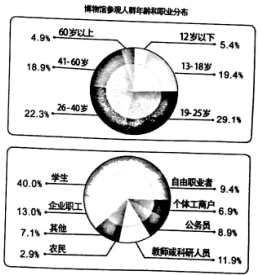 博物馆参观人群年龄和职业分布
60岁以上 4.9%
12岁以下 5.4%
41-60岁 18.9%
13-18岁 19.4%
26-40岁 22.3%
19-25岁 29.1%
学生 40.0%
自由职业者 9.4%
企业职工 13.0%
个体工商户 6.9%
其他 7.1%
公务员 8.9%
农民 2.9%
教师或科研人员 11.9%